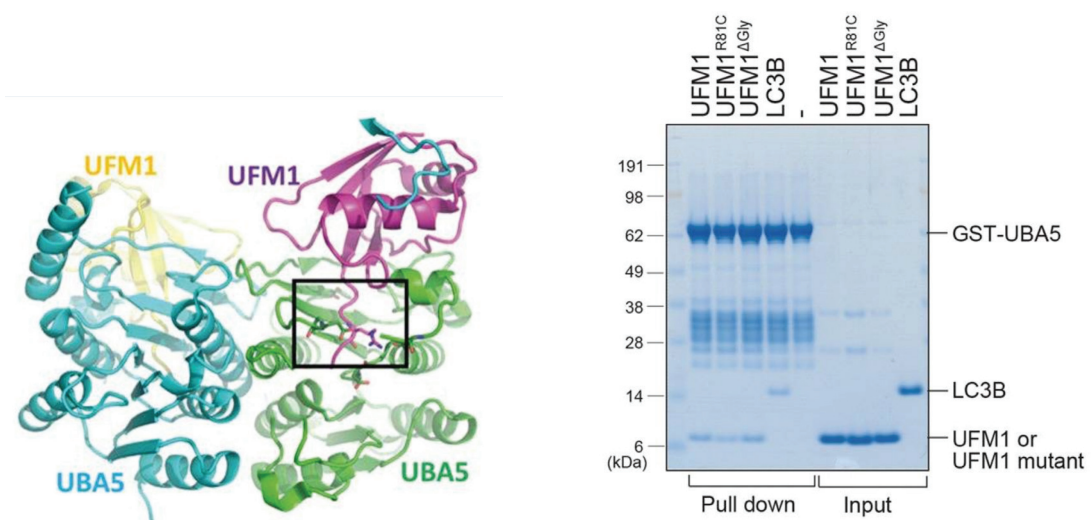 UFM1
UFM1
UBA5
UBA5
UFM1
UFM1 R81C
UFM1 ΔGly
LC3B
-
UFM1
UFM1 R81C
UFM1 ΔGly
LC3B
191
98
62
49
38
28
14
6
(kDa)
GST-UBA5
LC3B
UFM1 or
UFM1 mutant
Pull down
Input